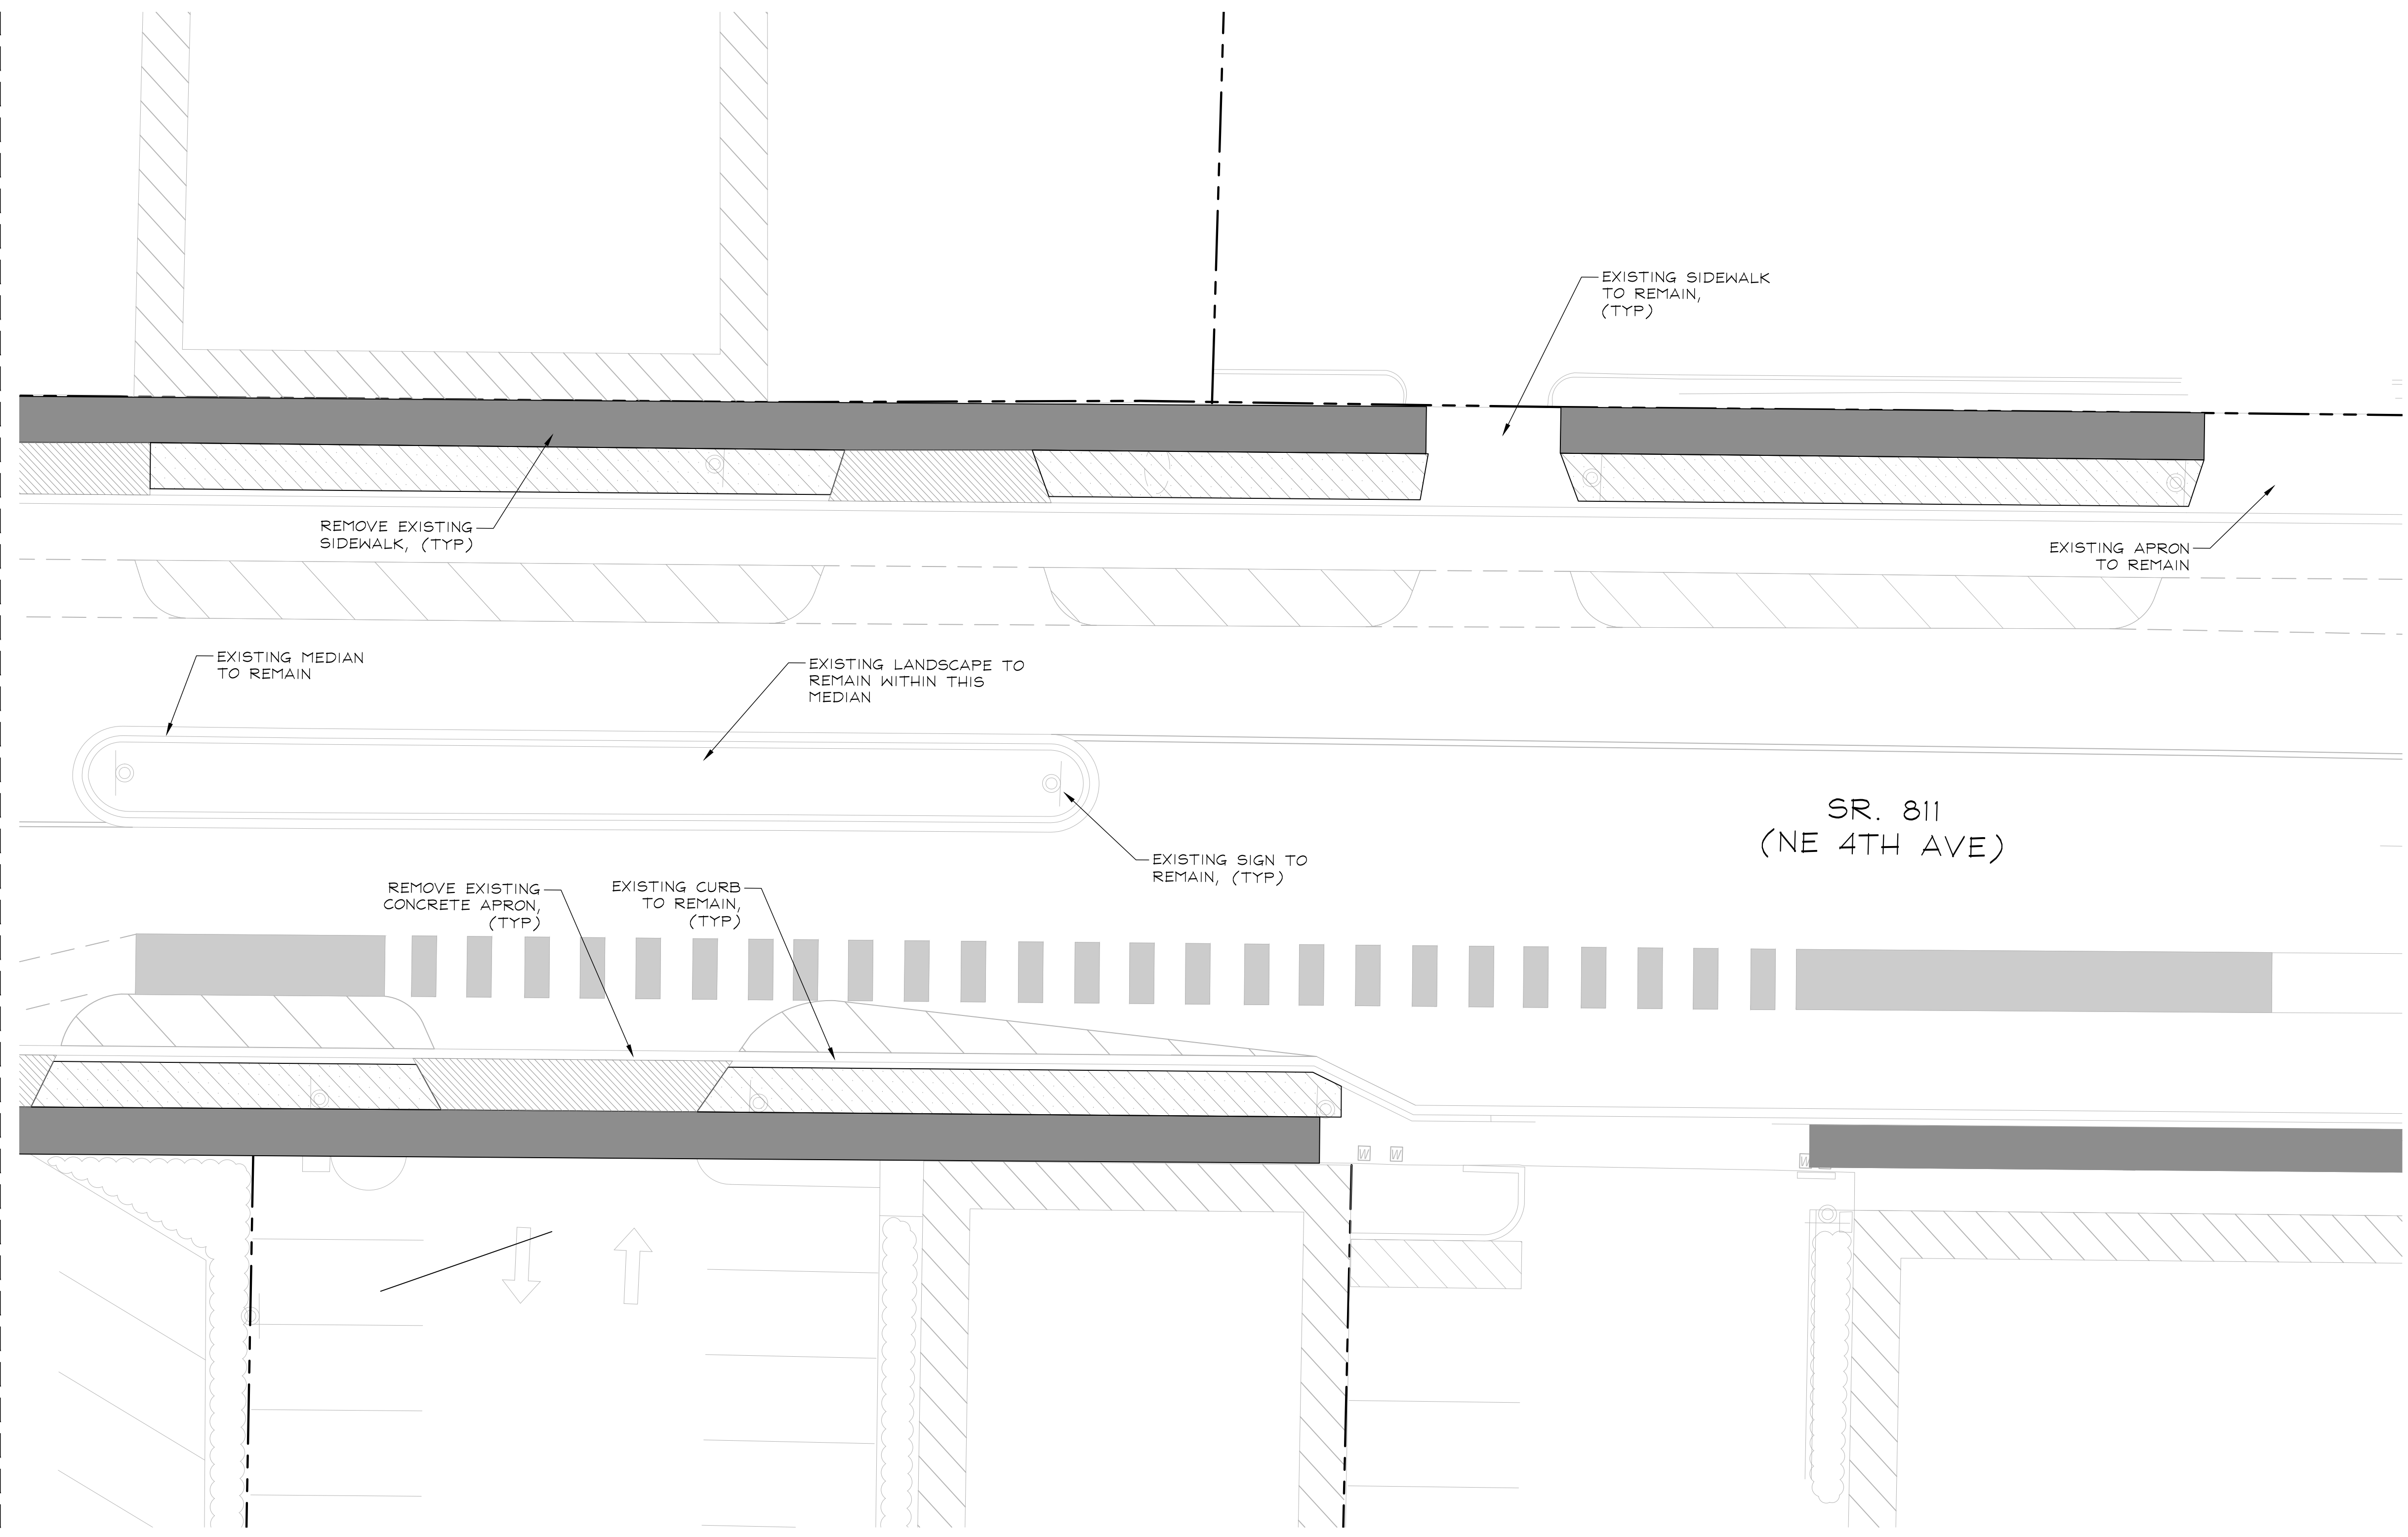 EXISTING SIDEWALK
TO REMAIN,
(TYP)
REMOVE EXISTING
SIDEWALK, (TYP)
EXISTING APRON
TO REMAIN
EXISTING MEDIAN
TO REMAIN
EXISTING LANDSCAPE TO
REMAIN WITHIN THIS
MEDIAN
SR. 811
(NE 4TH AVE)
EXISTING SIGN TO
REMAIN, (TYP)
REMOVE EXISTING
CONCRETE APRON,
(TYP)
EXISTING CURB
TO REMAIN,
(TYP)
W
W
W